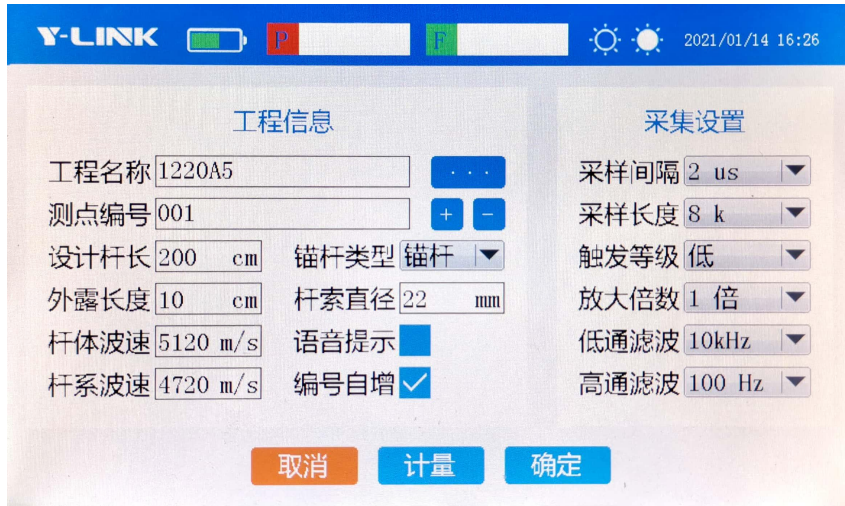 Y-LINK P F 2021/01/14 16:26
工程信息
工程名称 1220A5 ...
测点编号 001 + -
设计杆长 200 cm 锚杆类型 锚杆
外露长度 10 cm 杆索直径 22 mm
杆体波速 5120 m/s 语音提示
杆系波速 4720 m/s 编号自增
采集设置
采样间隔 2 us
采样长度 8 k
触发等级 低
放大倍数 1 倍
低通滤波 10kHz
高通滤波 100 Hz
取消 计量 确定